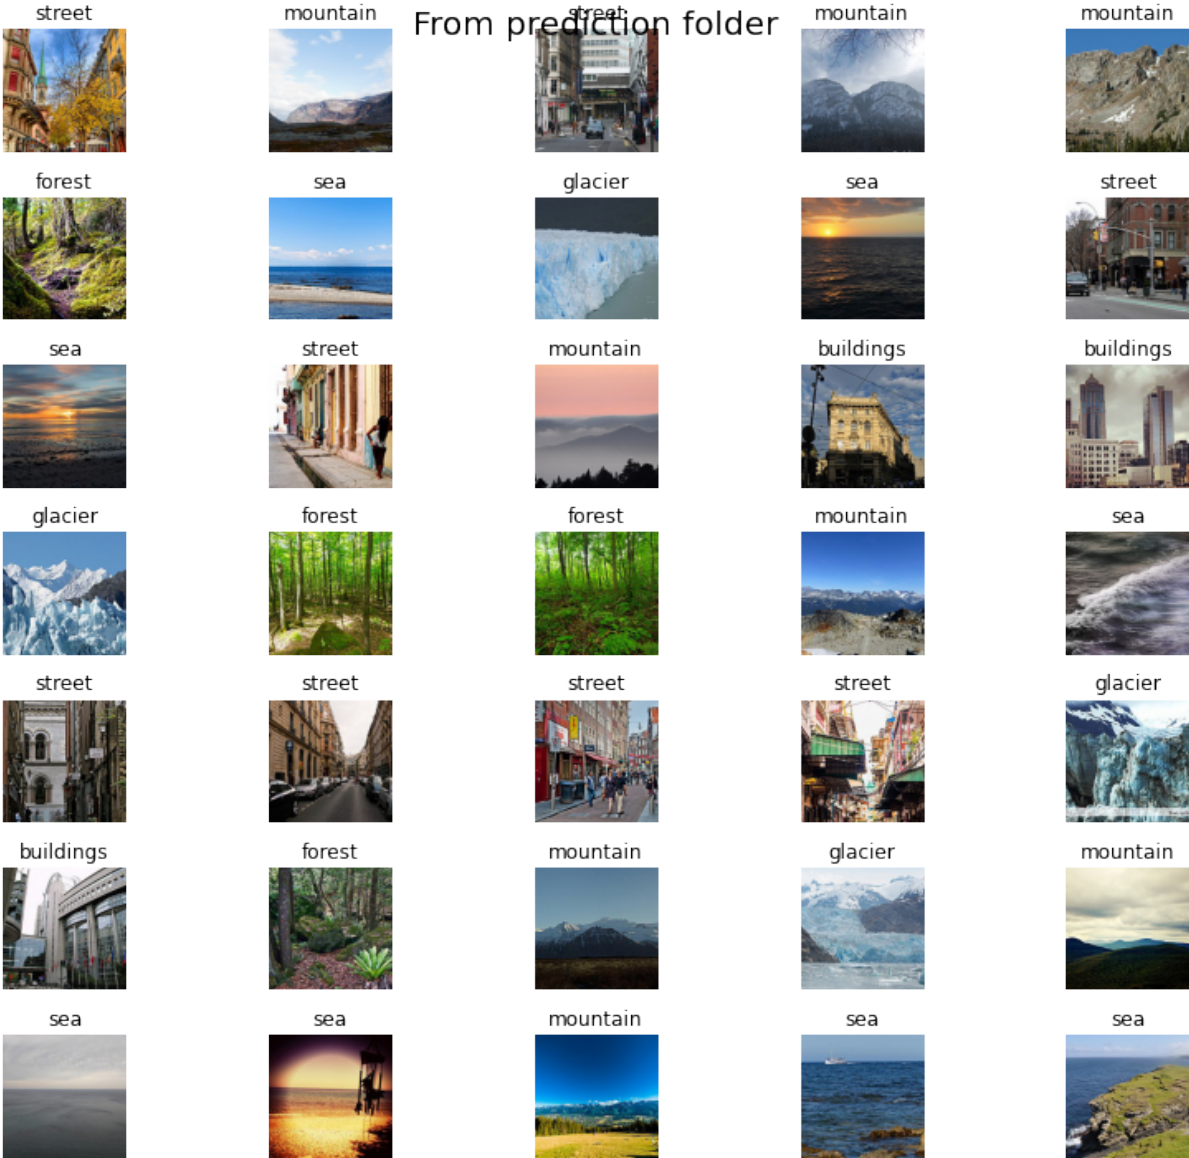 From prediction folder
street mountain street mountain mountain
forest sea glacier sea street
sea street mountain buildings buildings
glacier forest forest mountain sea
street street street street glacier
buildings forest mountain glacier mountain
sea sea mountain sea sea